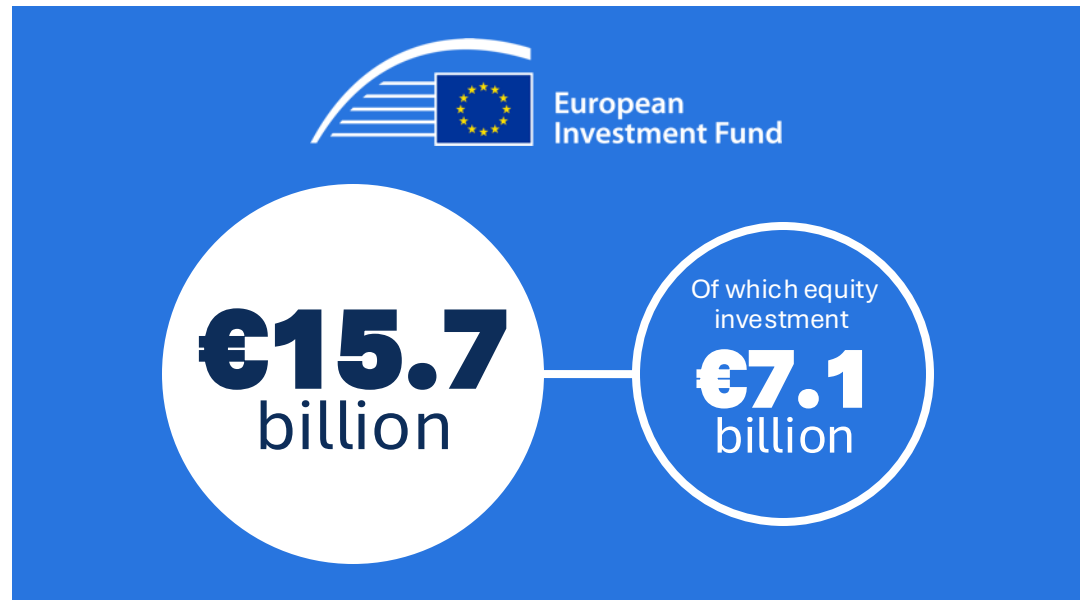 European
Investment Fund
€15.7
billion
Of which equity
investment
€7.1
billion